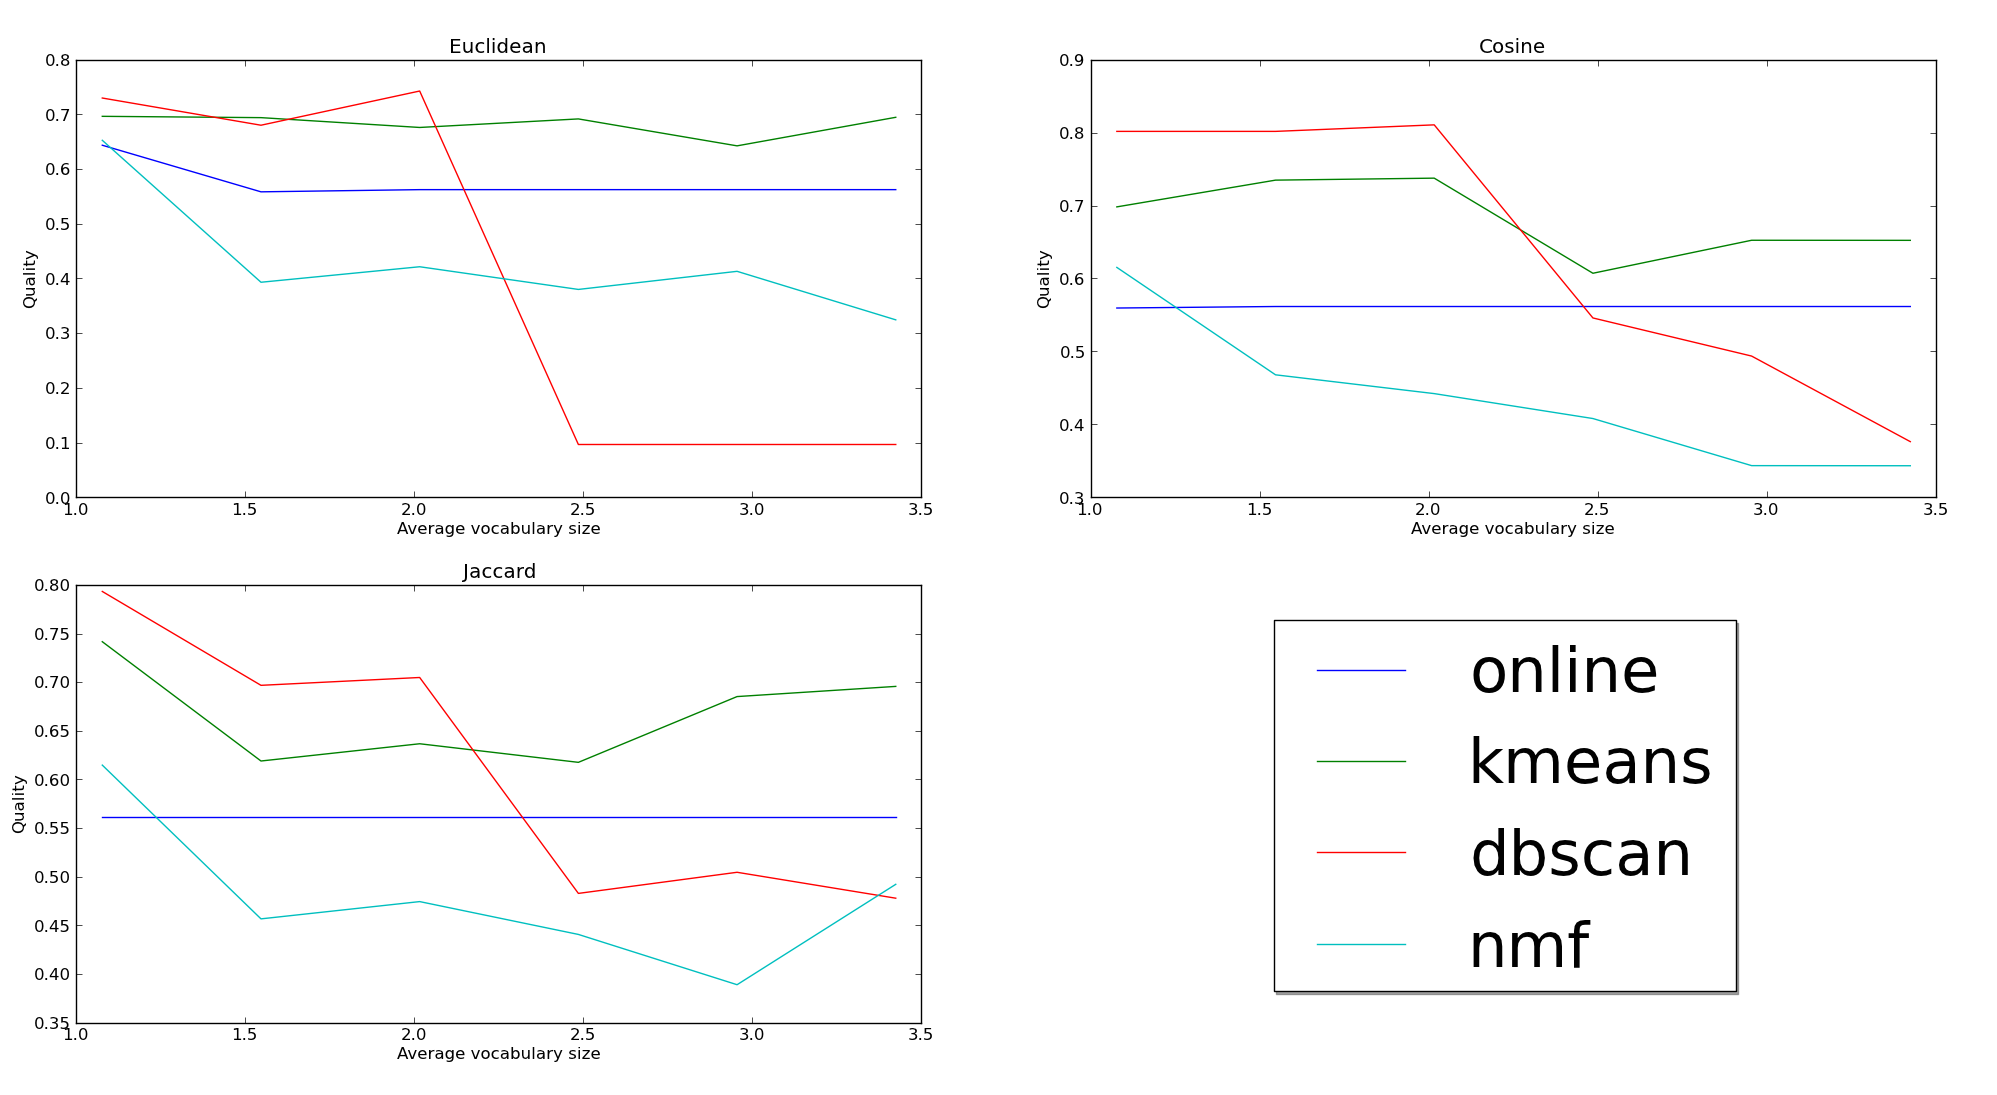 Euclidean
0.8
0.7
0.6
0.5
0.4
0.3
0.2
0.1
0.0
Quality
1.0 1.5 2.0 2.5 3.0 3.5
Average vocabulary size
Cosine
0.9
0.8
0.7
0.6
0.5
0.4
0.3
Quality
1.0 1.5 2.0 2.5 3.0 3.5
Average vocabulary size
Jaccard
0.80
0.75
0.70
0.65
0.60
0.55
0.50
0.45
0.40
0.35
Quality
1.0 1.5 2.0 2.5 3.0 3.5
Average vocabulary size
online
kmeans
dbscan
nmf